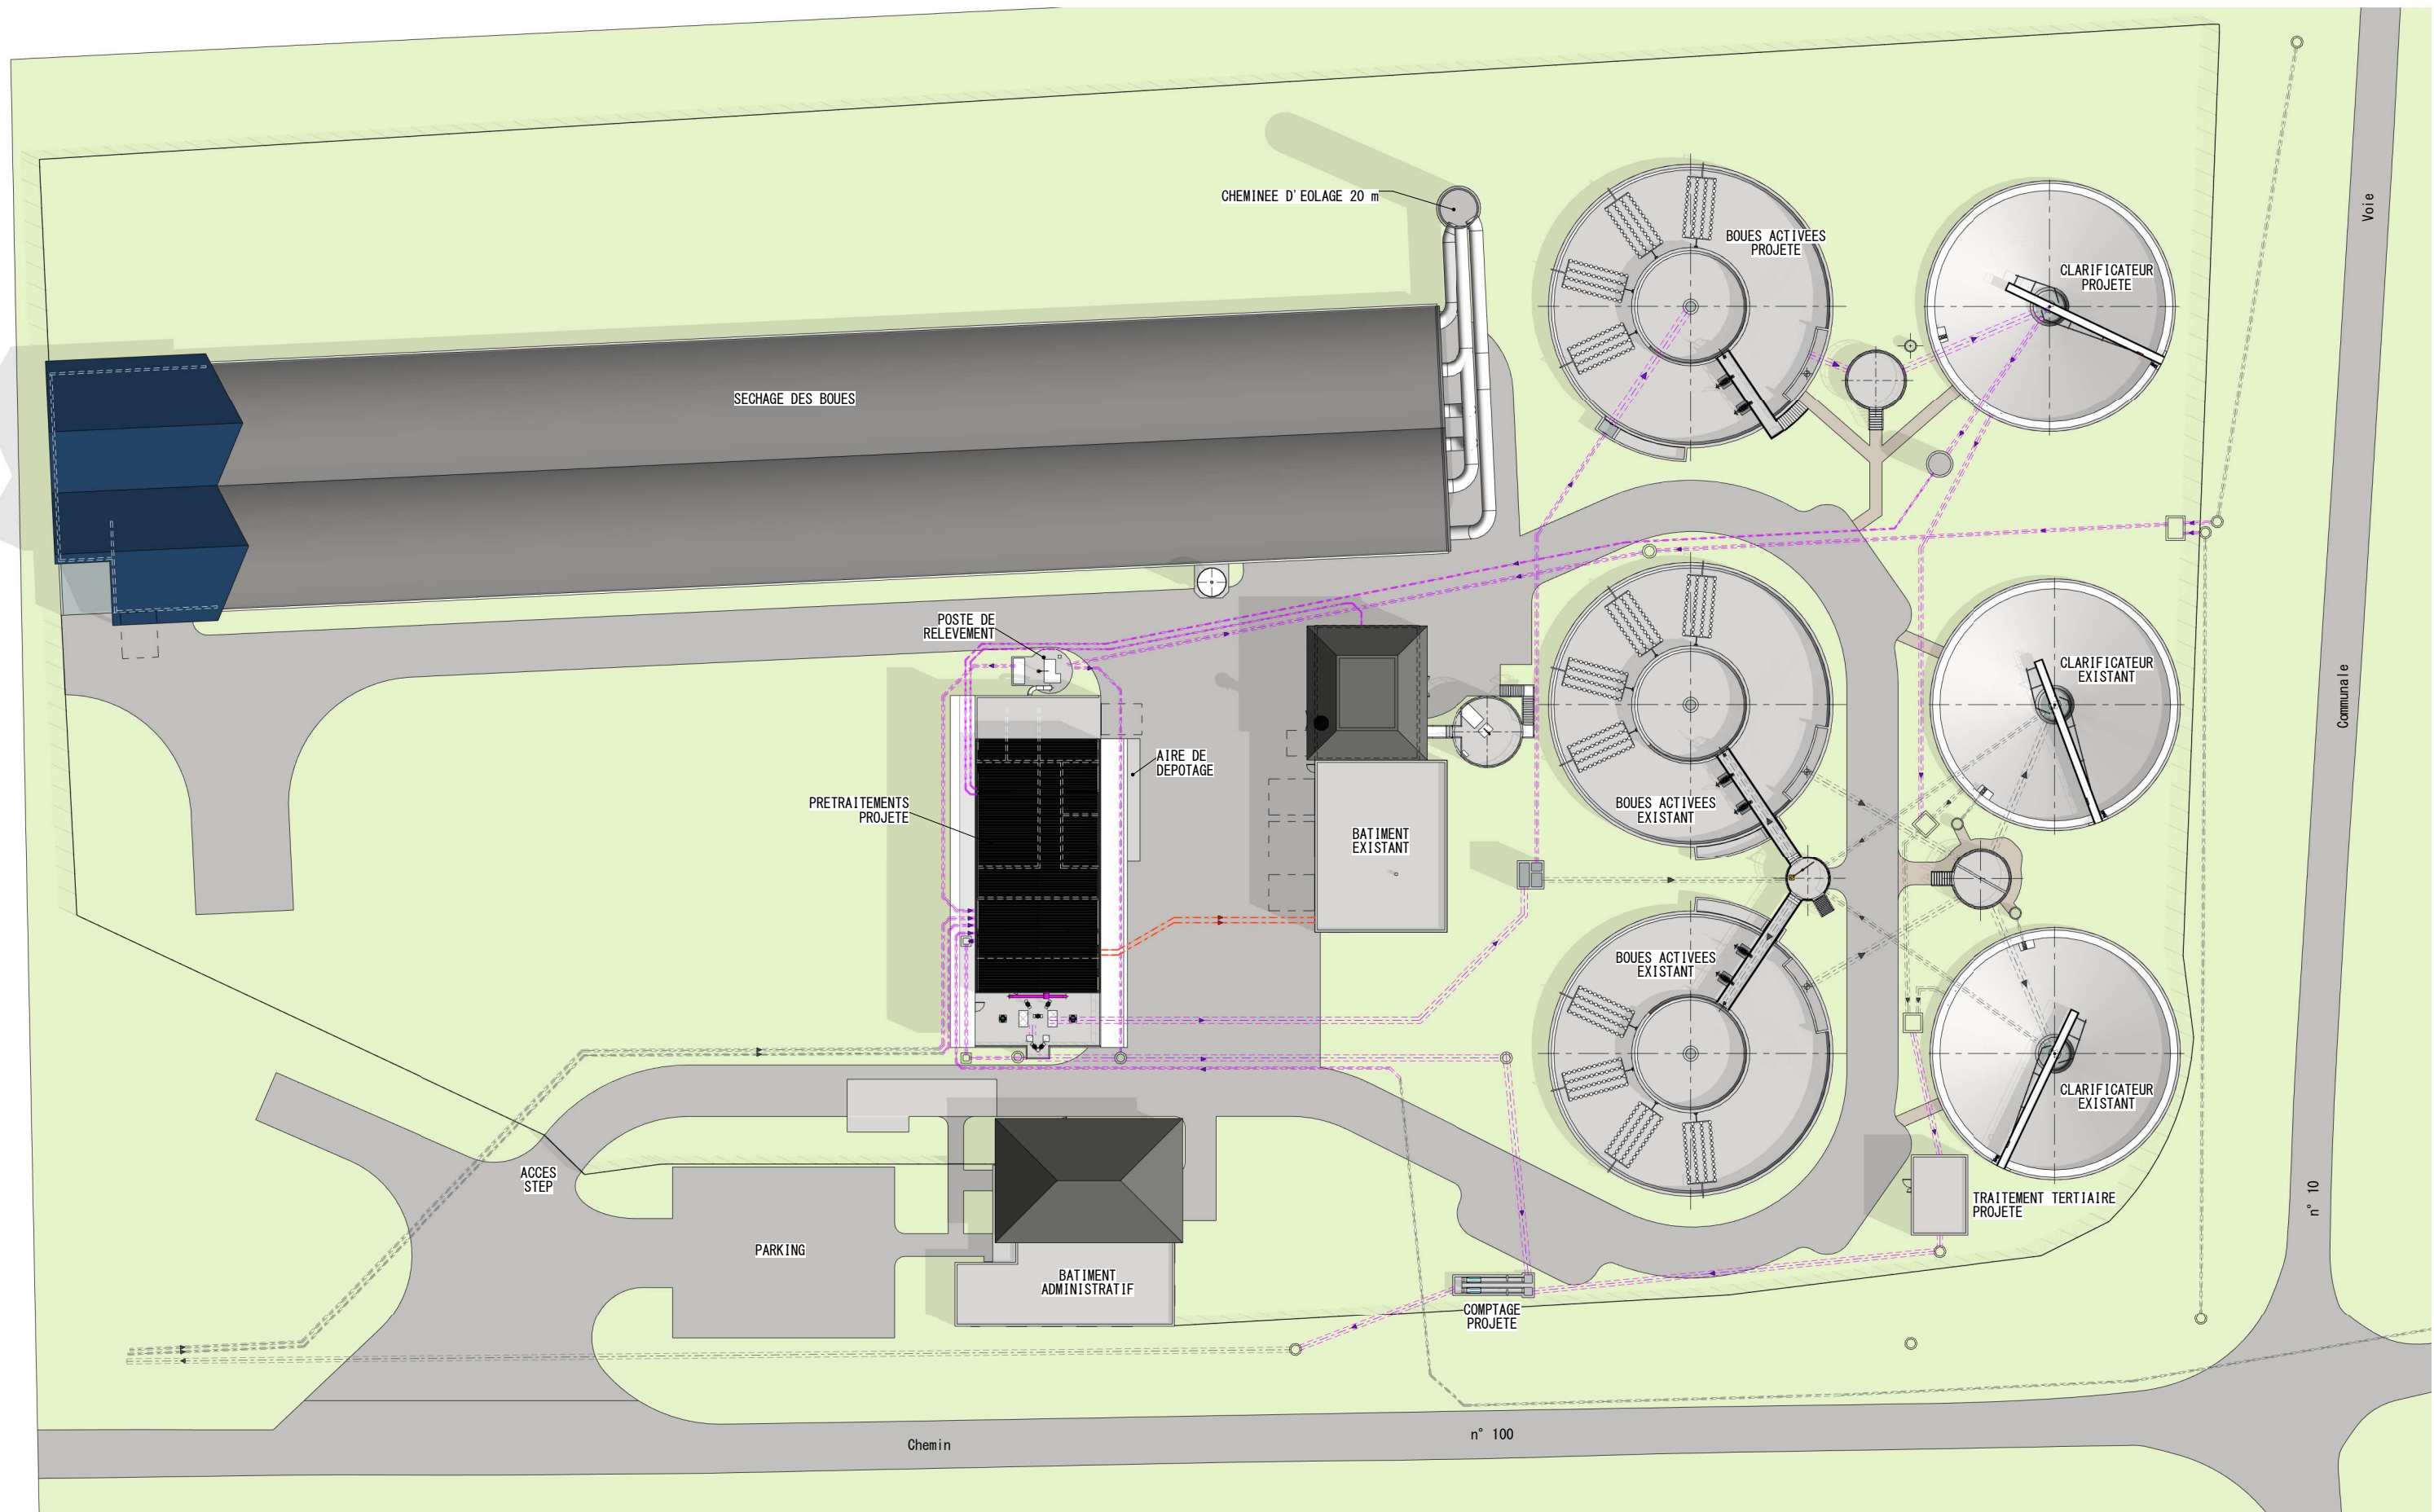 CHEMINEE D'EOLAGE 20 m
Voie
BOUES ACTIVEES
PROJETE
CLARIFICATEUR
PROJETE
SECHAGE DES BOUES
POSTE DE
RELEVEMENT
CLARIFICATEUR
EXISTANT
Communale
AIRE DE
DEPOTAGE
PRETRAITEMENTS
PROJETE
BOUES ACTIVEES
EXISTANT
BATIMENT
EXISTANT
BOUES ACTIVEES
EXISTANT
CLARIFICATEUR
EXISTANT
ACCES
STEP
TRAITEMENT TERTIAIRE
PROJETE
n° 10
PARKING
BATIMENT
ADMINISTRATIF
COMPTAGE
PROJETE
Chemin
n° 100